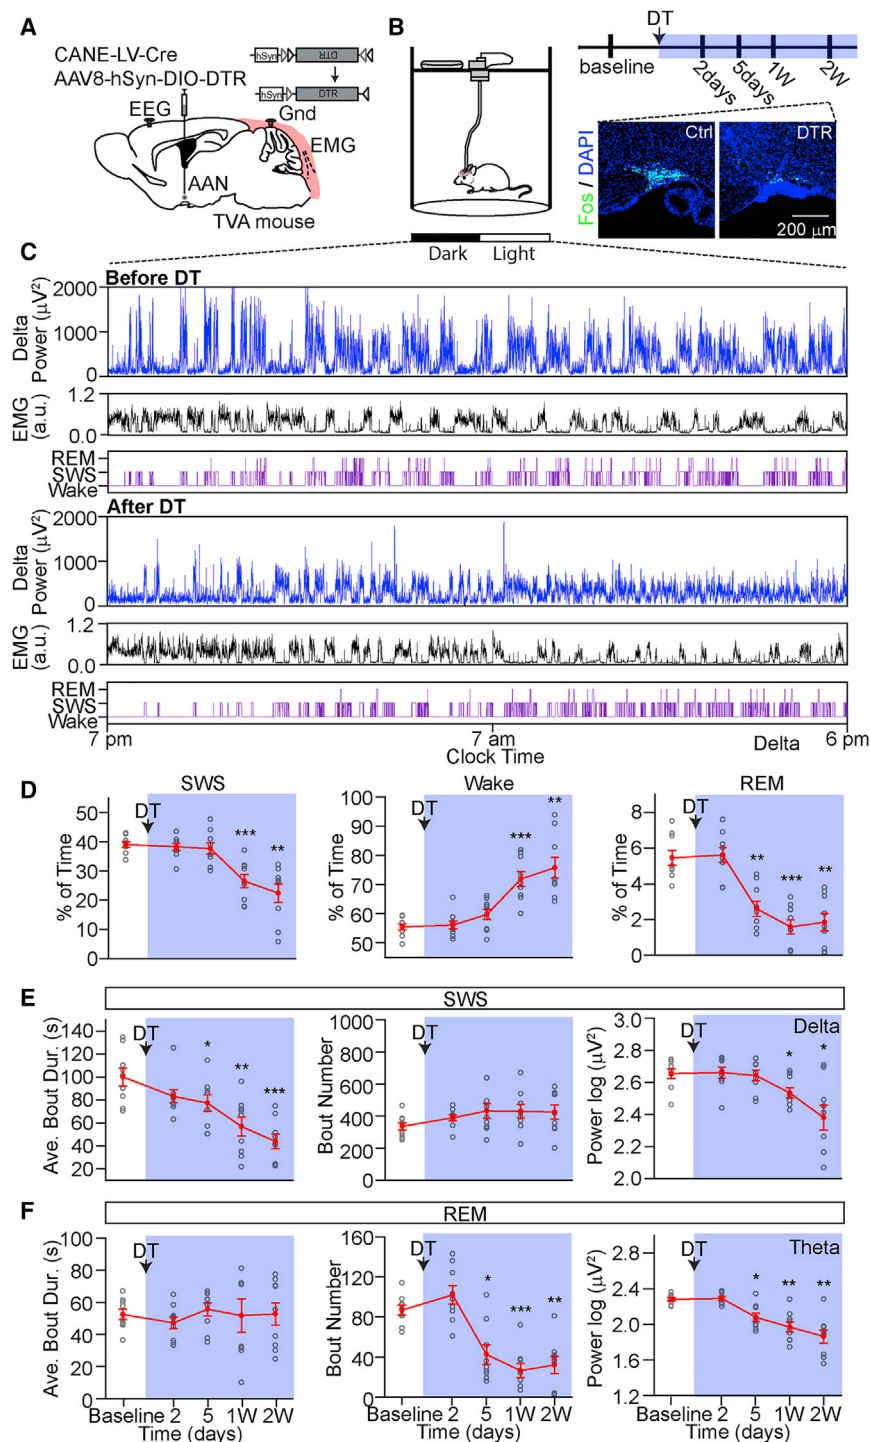 A
CANE-LV-Cre
AAV8-hSyn-DIO-DTR
hSyn
DTR
hSyn
DTR
EEG
Gnd
EMG
AAN
TVA mouse
B
Dark Light
DT
baseline
2days
5days
1W
2W
Fos / DAPI
Ctrl
DTR
200 μm
C
Before DT
Delta
Power (μV²)
2000
1000
0
EMG
(a.u.)
1.2
0.0
REM
SWS
Wake
After DT
Delta
Power (μV²)
2000
1000
0
EMG
(a.u.)
1.2
0.0
REM
SWS
Wake
7 pm
7 am
6 pm
Clock Time
Delta
D
SWS
DT
% of Time
50
40
30
20
10
0
***
**
Wake
DT
% of Time
100
90
80
70
60
50
***
**
REM
DT
% of Time
8
6
4
2
0
**
***
**
E
SWS
DT
Ave. Bout Dur. (s)
140
120
100
80
60
40
20
*
**
***
DT
Bout Number
1000
800
600
400
200
0
DT
Delta
Power log (μV²)
3.0
2.8
2.6
2.4
2.2
2.0
*
*
F
REM
DT
Ave. Bout Dur. (s)
100
80
60
40
20
0
Baseline 2 5 1W 2W
Time (days)
DT
Bout Number
160
120
80
40
0
*
***
**
Baseline 2 5 1W 2W
Time (days)
DT
Theta
Power log (μV²)
2.8
2.4
2.0
1.6
1.2
*
**
**
Baseline 2 5 1W 2W
Time (days)